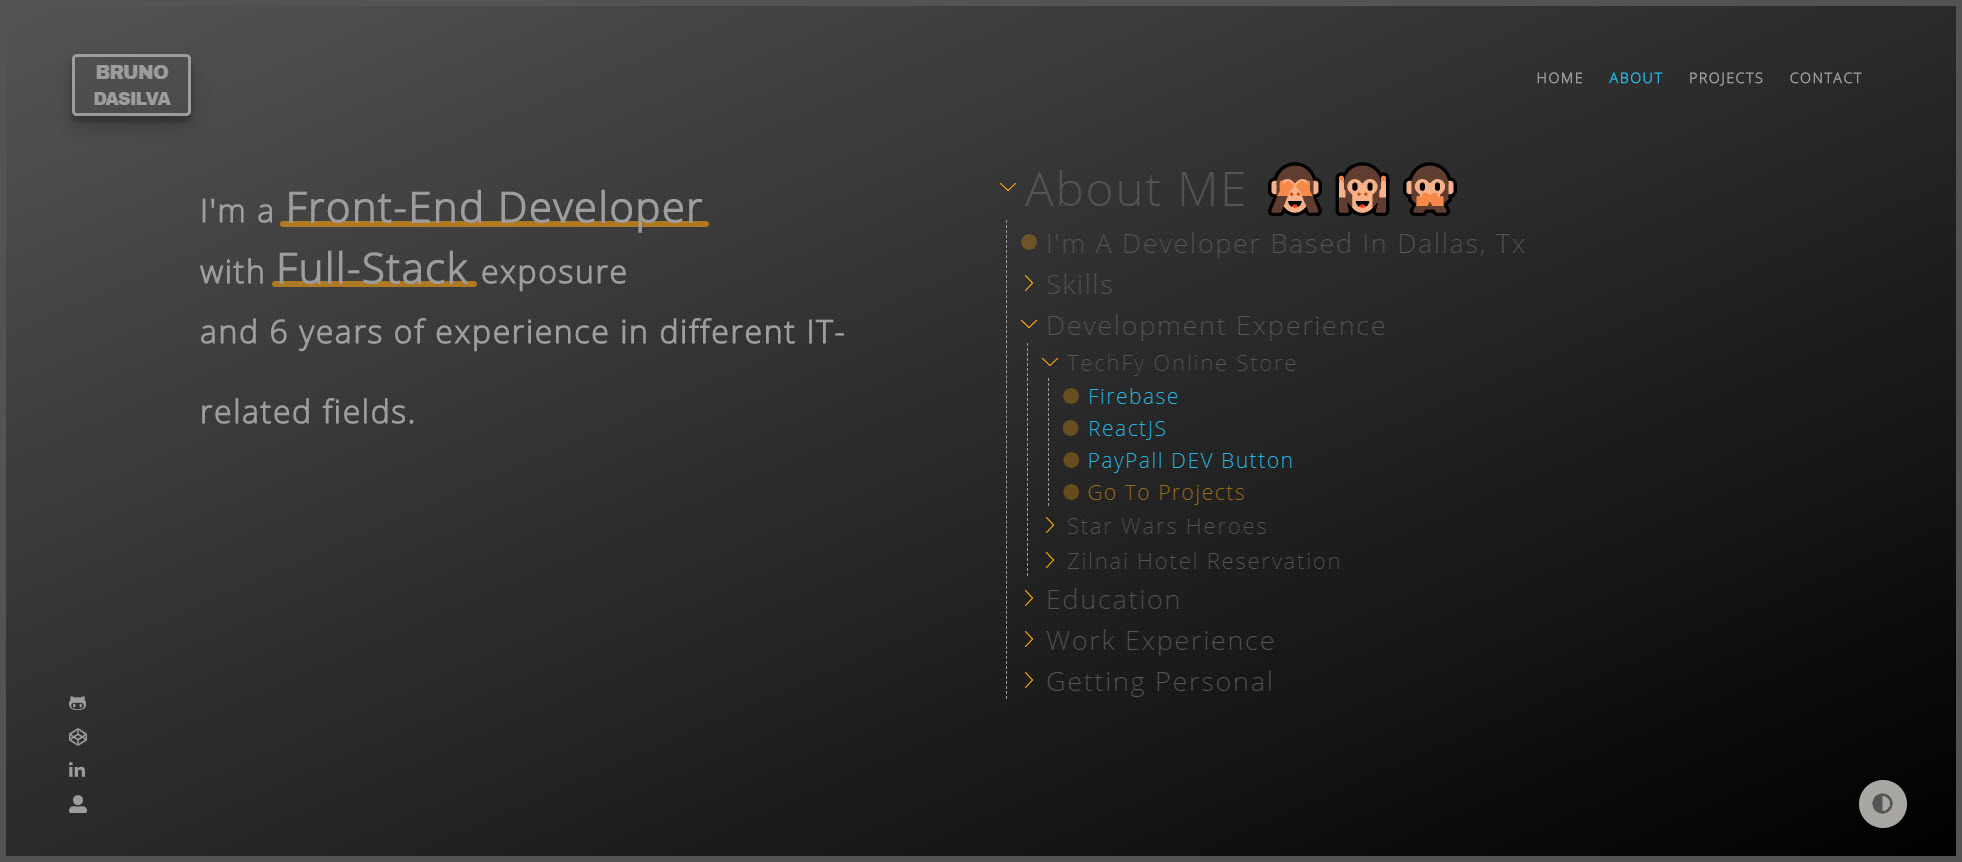 BRUNO
DASILVA
HOME ABOUT PROJECTS CONTACT
I'm a Front-End Developer
with Full-Stack exposure
and 6 years of experience in different IT-
related fields.
About ME
I'm A Developer Based In Dallas, Tx
Skills
Development Experience
TechFy Online Store
Firebase
ReactJS
PayPall DEV Button
Go To Projects
Star Wars Heroes
Zilnai Hotel Reservation
Education
Work Experience
Getting Personal
in